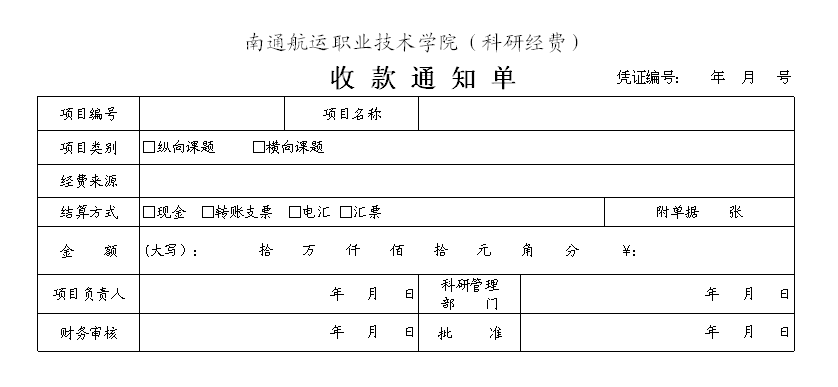 南通航运职业技术学院（科研经费）
收款通知单
凭证编号： 年 月 号
项目编号 项目名称
项目类别 □纵向课题 □横向课题
经费来源
结算方式 □现金 □转账支票 □电汇 □汇票 附单据 张
金 额 (大写)： 拾 万 仟 佰 拾 元 角 分 ¥:
项目负责人 年 月 日 科研管理部 门 年 月 日
财务审核 年 月 日 批 准 年 月 日